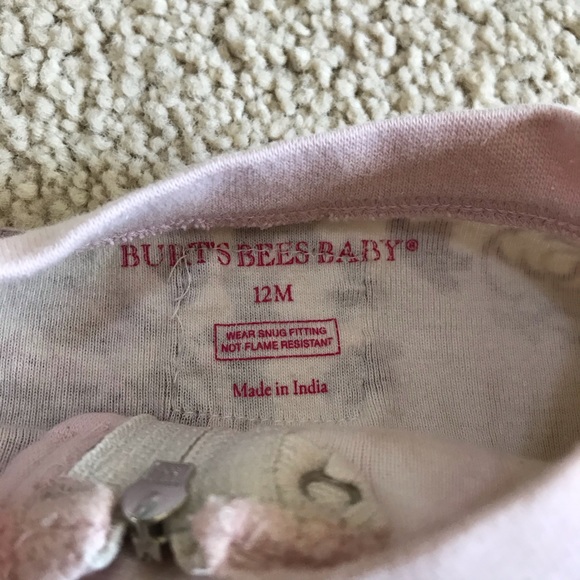 BURT'S BEES BABY®
12M
WEAR SNUG FITTING
NOT FLAME RESISTANT
Made in India